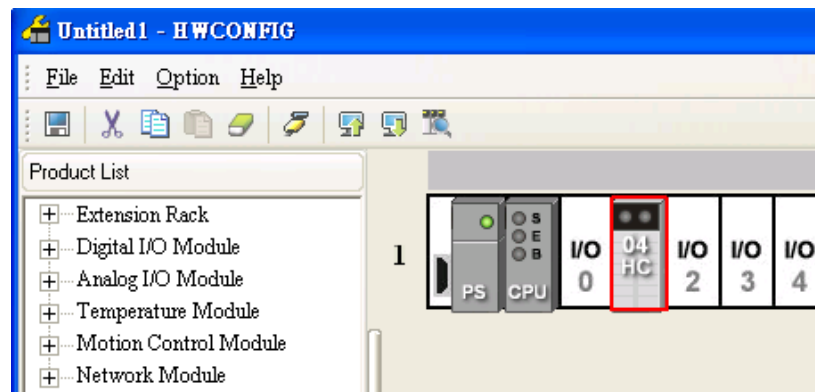 Untitled1 - HWCONFIG
File Edit Option Help
Product List
Extension Rack
Digital I/O Module
Analog I/O Module
Temperature Module
Motion Control Module
Network Module
1
PS
CPU
S
E
B
I/O
0
04
HC
I/O
2
I/O
3
I/O
4